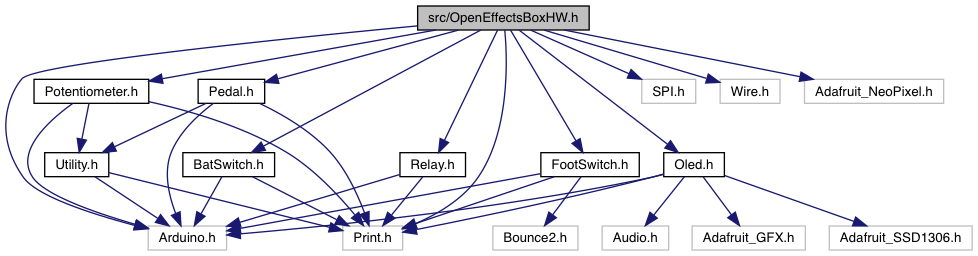 src/OpenEffectsBoxHW.h
Potentiometer.h
Pedal.h
SPI.h
Wire.h
Adafruit_NeoPixel.h
Utility.h
BatSwitch.h
Relay.h
FootSwitch.h
Oled.h
Arduino.h
Print.h
Bounce2.h
Audio.h
Adafruit_GFX.h
Adafruit_SSD1306.h